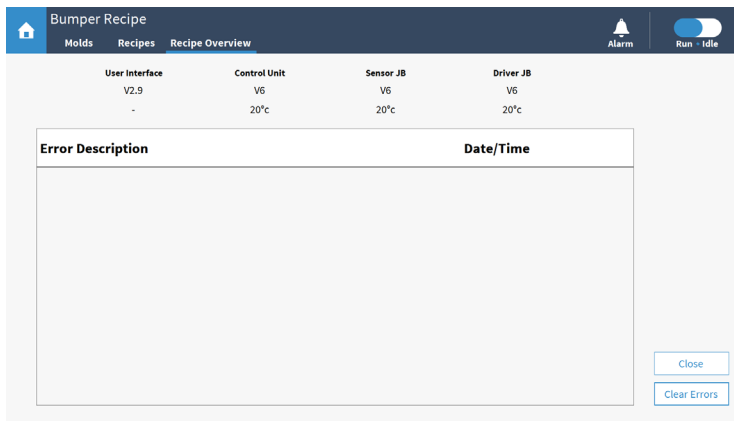 Bumper Recipe
Molds Recipes Recipe Overview Alarm Run - Idle
User Interface Control Unit Sensor JB Driver JB
V2.9 V6 V6 V6
- 20°c 20°c 20°c
Error Description Date/Time
Close
Clear Errors